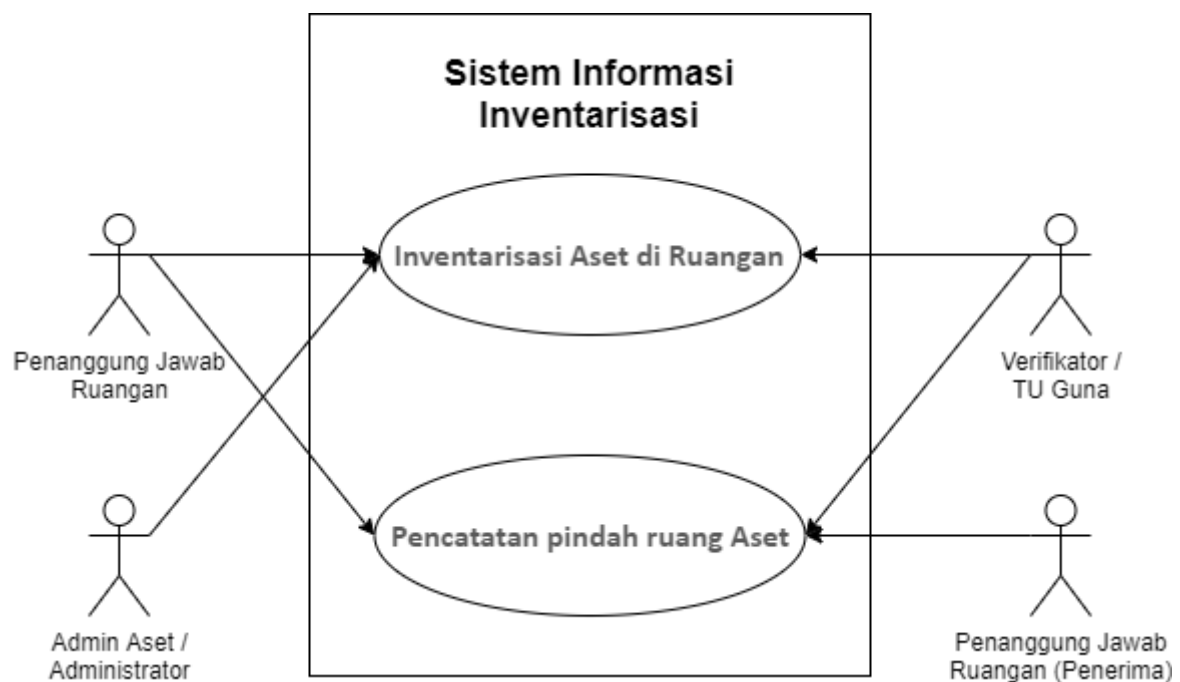 Sistem Informasi
Inventarisasi
Inventarisasi Aset di Ruangan
Penanggung Jawab
Ruangan
Verifikator /
TU Guna
Pencatatan pindah ruang Aset
Admin Aset /
Administrator
Penanggung Jawab
Ruangan (Penerima)